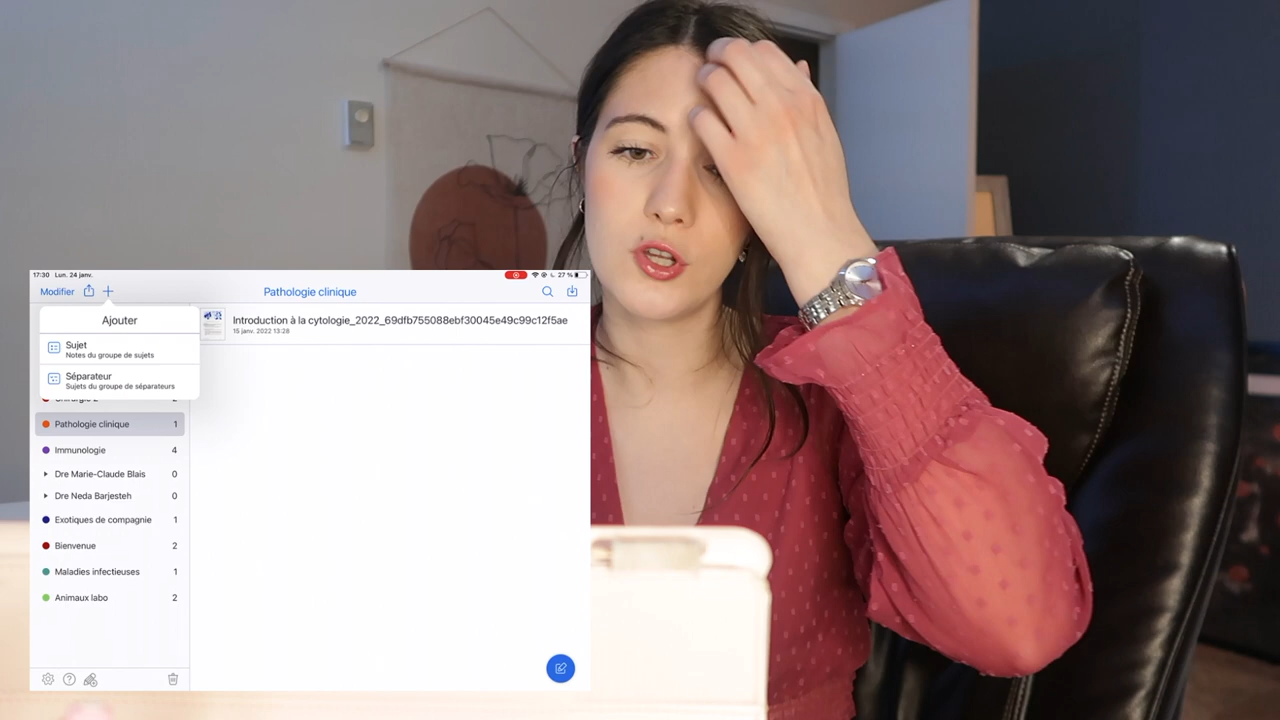 17:30 Lun. 24 janv.
27 %
Modifier
Pathologie clinique
Ajouter
Sujet
Notes du groupe de sujets
Séparateur
Sujets du groupe de séparateurs
Introduction à la cytologie_2022_69dfb755088ebf30045e49c99c12f5ae
15 janv. 2022 13:28
Pathologie clinique 1
Immunologie 4
Dre Marie-Claude Blais 0
Dre Neda Barjesteh 0
Exotiques de compagnie 1
Bienvenue 2
Maladies infectieuses 1
Animaux labo 2